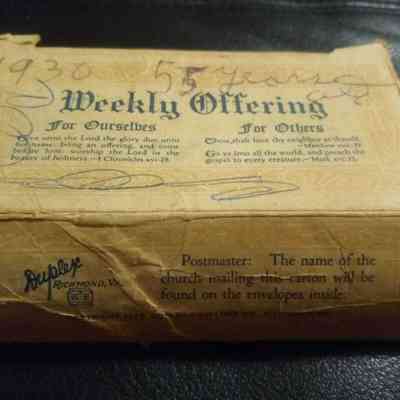 1930 55 years
Weekly Offering
For Ourselves
Give unto the Lord the glory due unto
his name: bring an offering, and come
before him: worship the Lord in the
beauty of holiness.—I Chronicles xvi-29.
For Others
Thou shalt love thy neighbor as thyself.
—Matthew xxii-39
Go ye into all the world, and preach the
gospel to every creature.—Mark xvi-15.
Duplex
RICHMOND, VA.
Postmaster: The name of the
church mailing this carton will be
found on the envelopes inside.